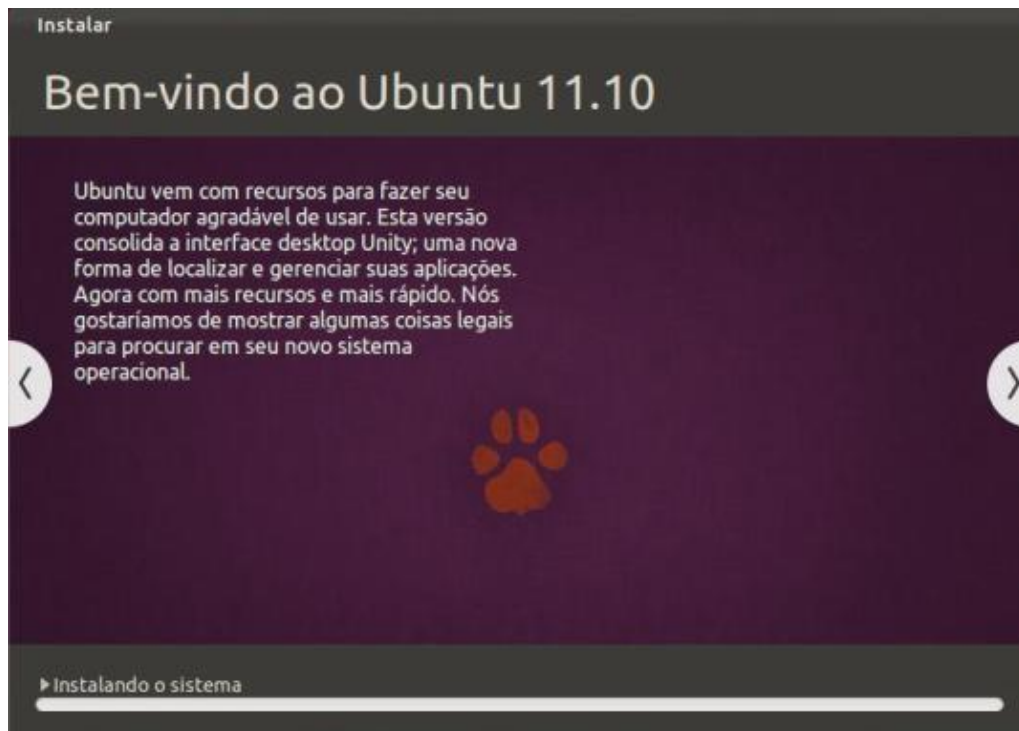 Instalar
Bem-vindo ao Ubuntu 11.10
Ubuntu vem com recursos para fazer seu
computador agradável de usar. Esta versão
consolida a interface desktop Unity; uma nova
forma de localizar e gerenciar suas aplicações.
Agora com mais recursos e mais rápido. Nós
gostaríamos de mostrar algumas coisas legais
para procurar em seu novo sistema
operacional.
Instalando o sistema